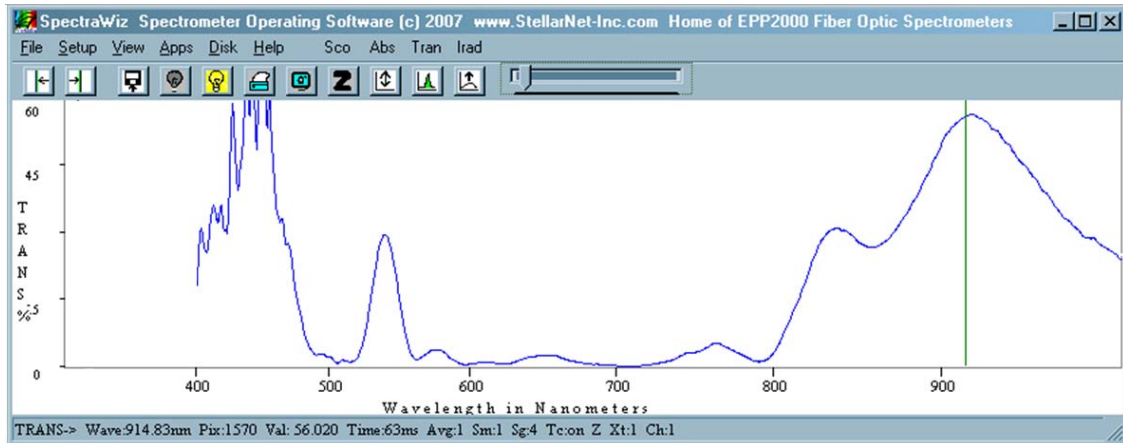 SpectraWiz Spectrometer Operating Software (c) 2007 www.StellarNet-Inc.com Home of EPP2000 Fiber Optic Spectrometers
File Setup View Apps Disk Help Sco Abs Tran Irad
Z
60
45
TRANS
%
0
400 500 600 700 800 900
Wavelength in Nanometers
TRANS-> Wave:914.83nm Pix:1570 Val: 56.020 Time:63ms Avg:1 Sm:1 Sg:4 Tc:on Z Xt:1 Ch:1